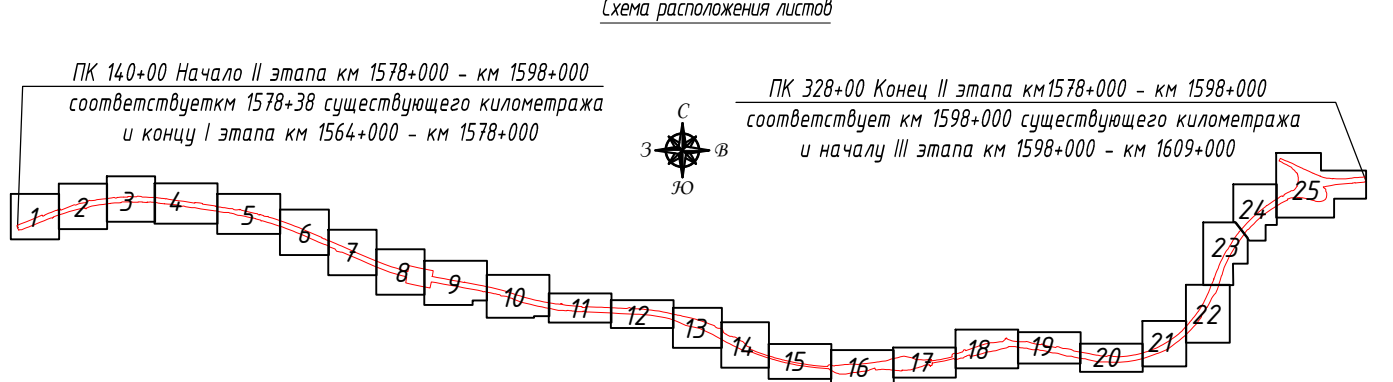 Схема расположения листов
ПК 140+00 Начало II этапа км 1578+000 - км 1598+000
соответствуеткм 1578+38 существующего километража
и концу I этапа км 1564+000 - км 1578+000
ПК 328+00 Конец II этапа км1578+000 - км 1598+000
соответствует км 1598+000 существующего километража
и началу III этапа км 1598+000 - км 1609+000
С
З
В
Ю
1
2
3
4
5
6
7
8
9
10
11
12
13
14
15
16
17
18
19
20
21
22
23
24
25